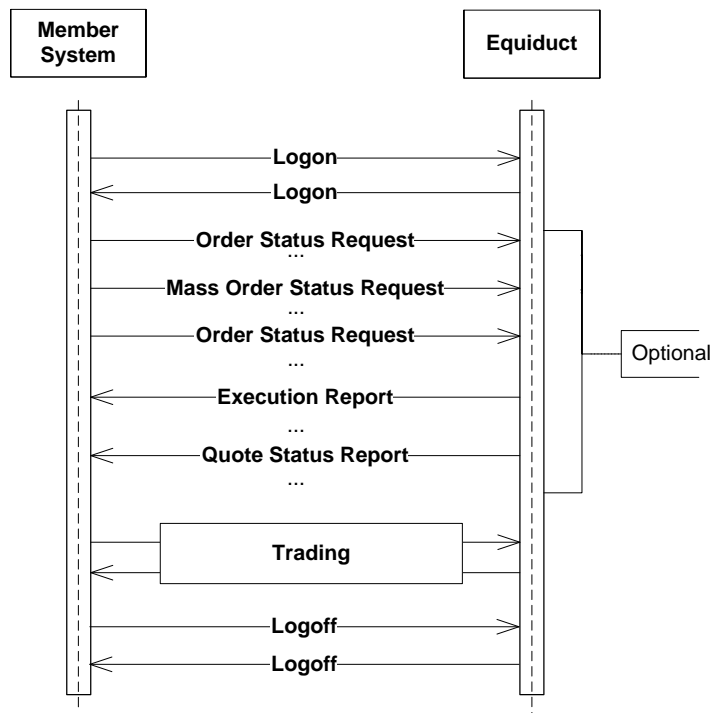 Member
System
Equiduct
Logon
Logon
Order Status Request
...
Mass Order Status Request
...
Order Status Request
...
Optional
Execution Report
...
Quote Status Report
...
Trading
Logoff
Logoff